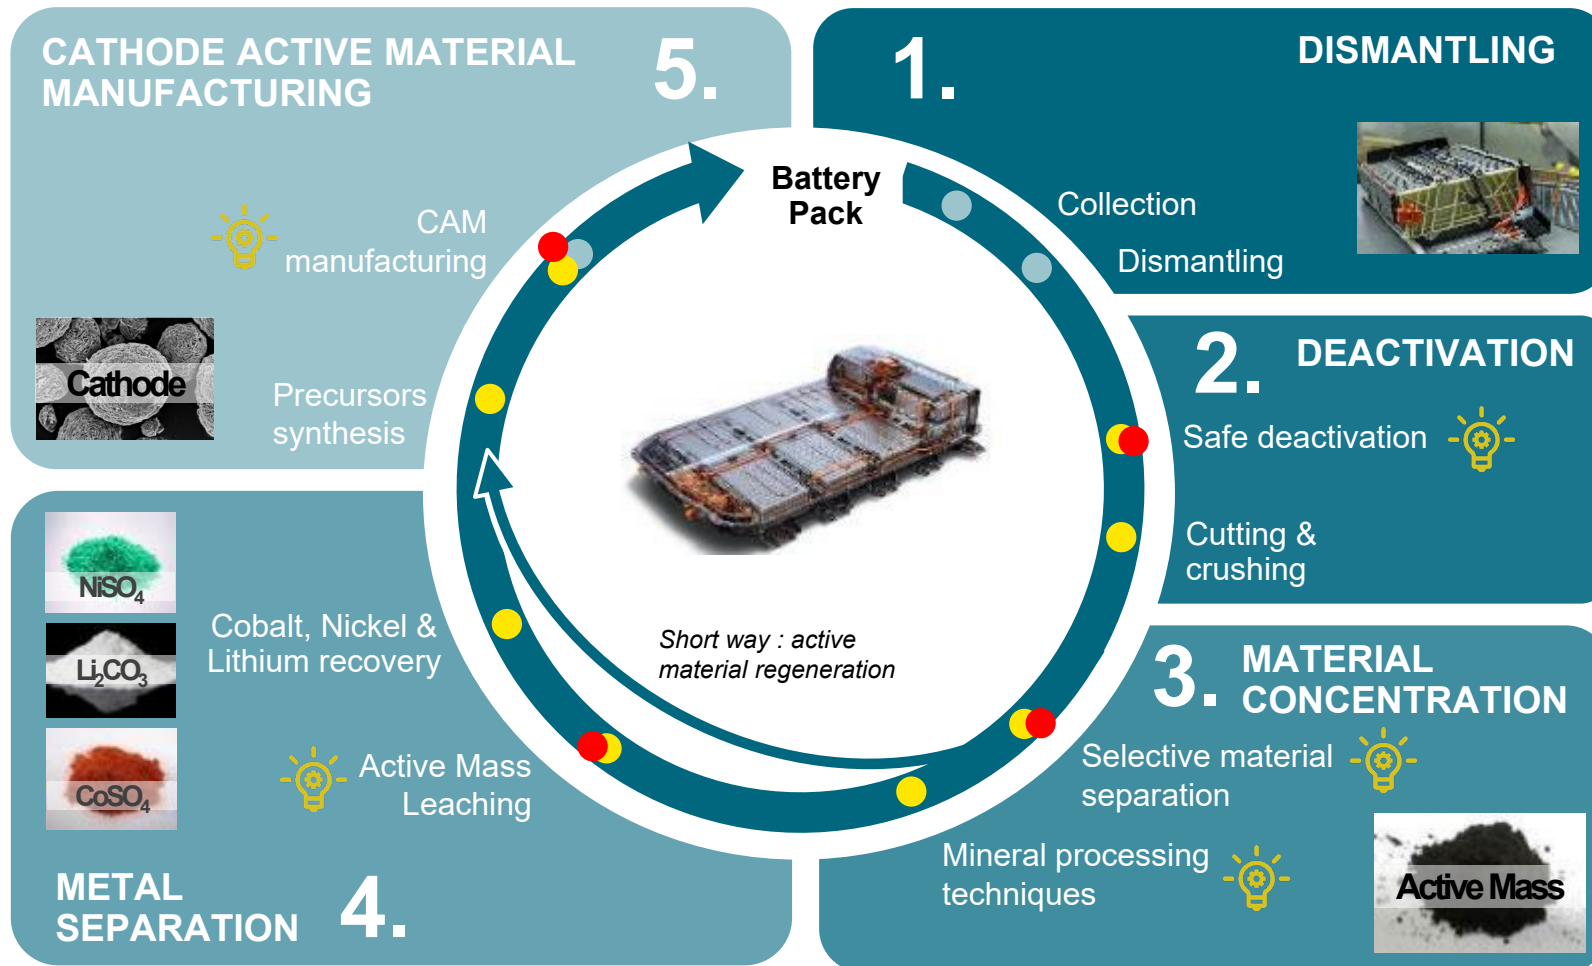 CATHODE ACTIVE MATERIAL
MANUFACTURING
5.
CAM
manufacturing
Cathode
Precursors
synthesis
1.
DISMANTLING
Battery
Pack
Collection
Dismantling
2.
DEACTIVATION
Safe deactivation
Cutting &
crushing
Short way : active
material regeneration
3.
MATERIAL
CONCENTRATION
Selective material
separation
Mineral processing
techniques
Active Mass
NiSO₄
Li₂CO₃
CoSO₄
Cobalt, Nickel &
Lithium recovery
Active Mass
Leaching
METAL
SEPARATION
4.